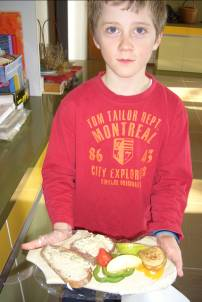 TOM TAILOR DEPT.
MONTREAL
86 43
CITY EXPLORER